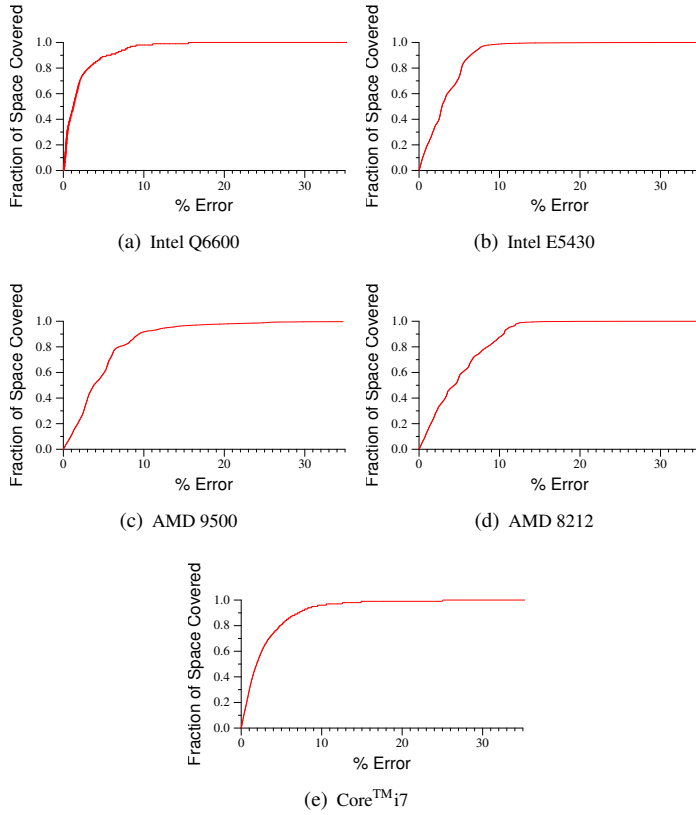 Fraction of Space Covered
1.0
0.8
0.6
0.4
0.2
0.0
0 10 20 30
% Error
(a) Intel Q6600
Fraction of Space Covered
1.0
0.8
0.6
0.4
0.2
0.0
0 10 20 30
% Error
(b) Intel E5430
Fraction of Space Covered
1.0
0.8
0.6
0.4
0.2
0.0
0 10 20 30
% Error
(c) AMD 9500
Fraction of Space Covered
1.0
0.8
0.6
0.4
0.2
0.0
0 10 20 30
% Error
(d) AMD 8212
Fraction of Space Covered
1.0
0.8
0.6
0.4
0.2
0.0
0 10 20 30
% Error
(e) Core™i7